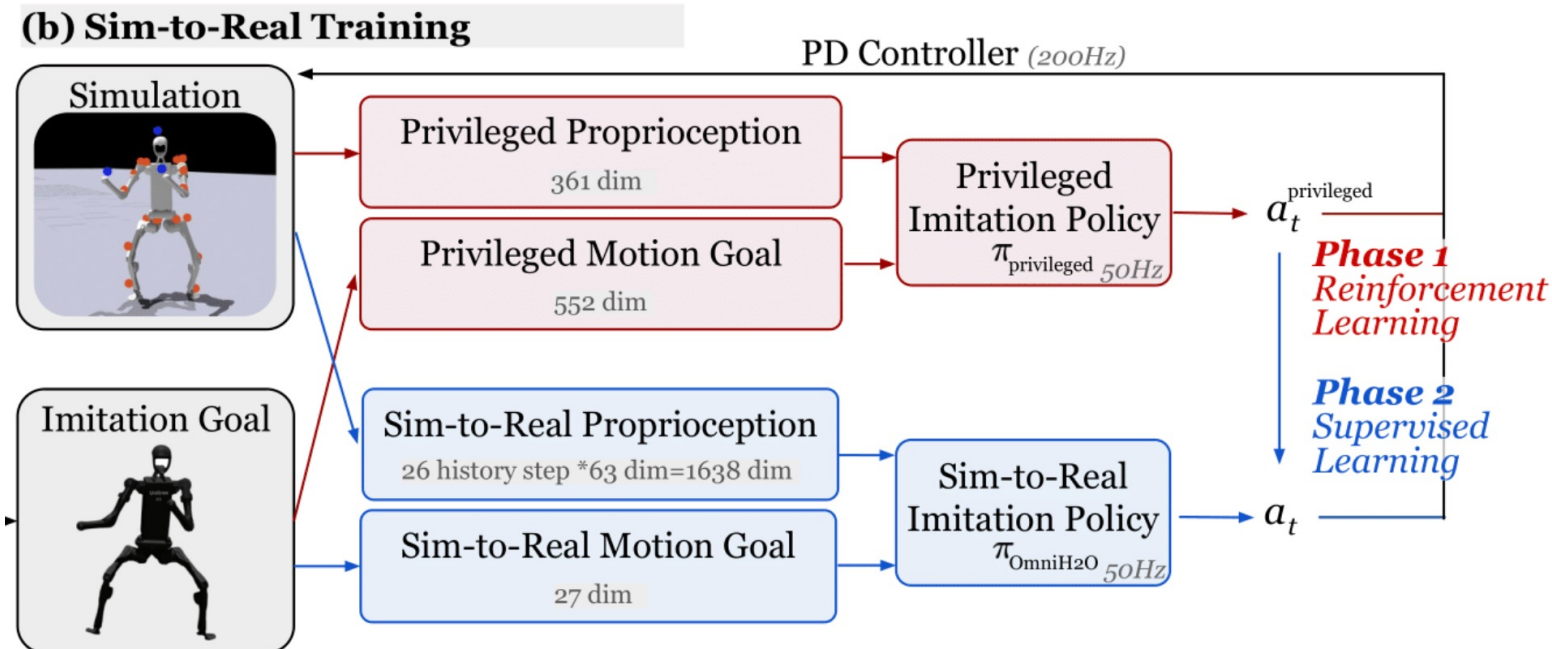 (b) Sim-to-Real Training
PD Controller (200Hz)
Simulation
Privileged Proprioception
361 dim
Privileged Motion Goal
552 dim
Privileged
Imitation Policy
π_privileged 50Hz
a_t^privileged
Phase 1
Reinforcement
Learning
Imitation Goal
Sim-to-Real Proprioception
26 history step *63 dim=1638 dim
Sim-to-Real Motion Goal
27 dim
Sim-to-Real
Imitation Policy
π_OmniH2O 50Hz
a_t
Phase 2
Supervised
Learning